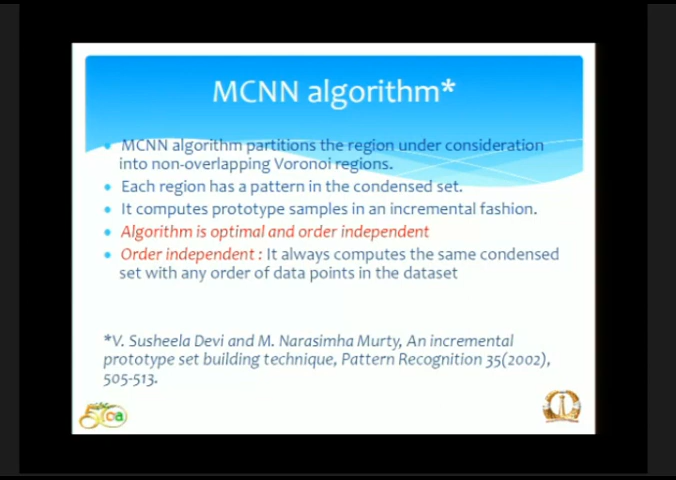 MCNN algorithm*
MCNN algorithm partitions the region under consideration
into non-overlapping Voronoi regions.
Each region has a pattern in the condensed set.
It computes prototype samples in an incremental fashion.
Algorithm is optimal and order independent
Order independent : It always computes the same condensed
set with any order of data points in the dataset
*V. Susheela Devi and M. Narasimha Murty, An incremental
prototype set building technique, Pattern Recognition 35(2002),
505-513.